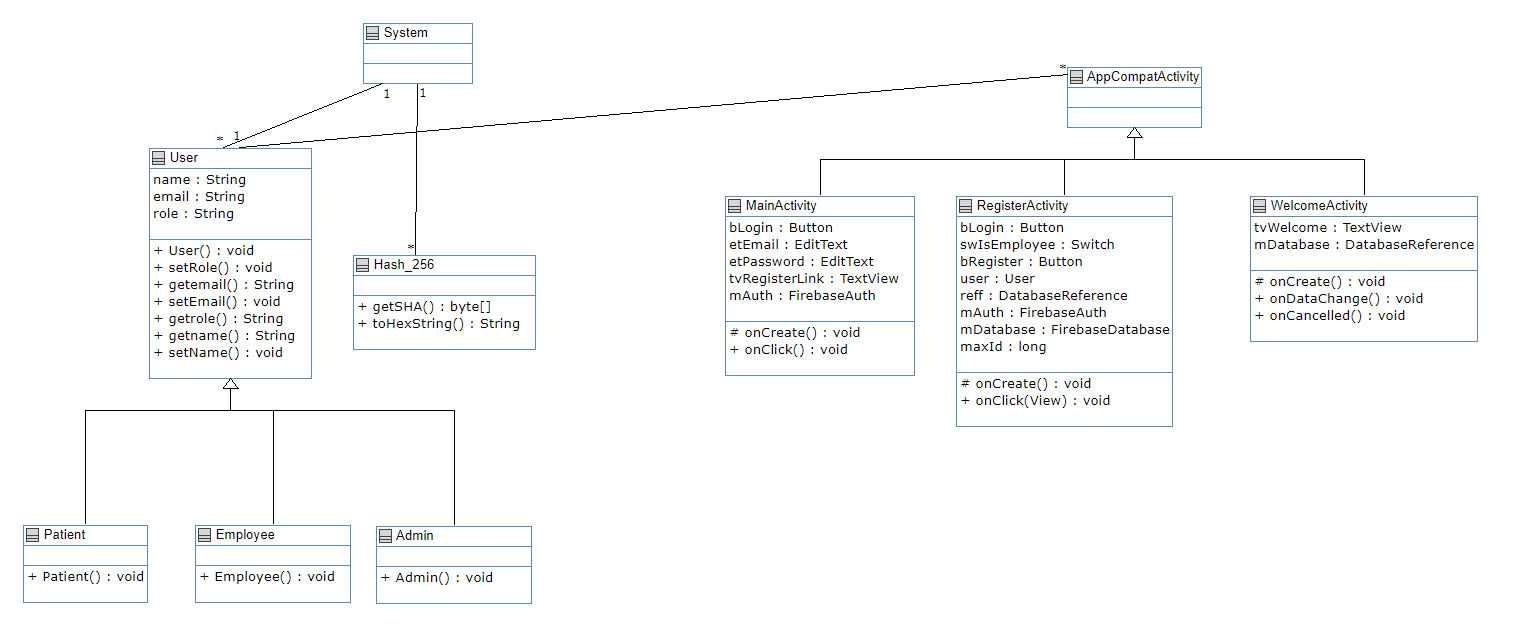 System
1
1
* 1
*
AppCompatActivity
User
name : String
email : String
role : String
+ User() : void
+ setRole() : void
+ getemail() : String
+ setEmail() : void
+ getrole() : String
+ getname() : String
+ setName() : void
*
Hash_256
+ getSHA() : byte[]
+ toHexString() : String
MainActivity
bLogin : Button
etEmail : EditText
etPassword : EditText
tvRegisterLink : TextView
mAuth : FirebaseAuth
# onCreate() : void
+ onClick() : void
RegisterActivity
bLogin : Button
swIsEmployee : Switch
bRegister : Button
user : User
reff : DatabaseReference
mAuth : FirebaseAuth
mDatabase : FirebaseDatabase
maxId : long
# onCreate() : void
+ onClick(View) : void
WelcomeActivity
tvWelcome : TextView
mDatabase : DatabaseReference
# onCreate() : void
+ onDataChange() : void
+ onCancelled() : void
Patient
+ Patient() : void
Employee
+ Employee() : void
Admin
+ Admin() : void